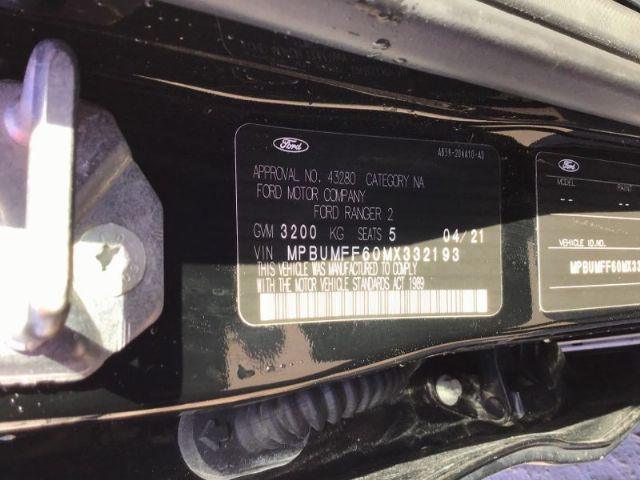 Ford
AB39-204A10-AD
APPROVAL NO. 43280 CATEGORY NA
FORD MOTOR COMPANY
FORD RANGER 2
GVM 3200 KG SEATS 5 04/21
VIN MPBUMFF60MX332193
THIS VEHICLE WAS MANUFACTURED TO COMPLY
WITH THE MOTOR VEHICLE STANDARDS ACT 1989
Ford
MODEL
PAINT
VEHICLE ID.NO.
MPBUMFF60MX33